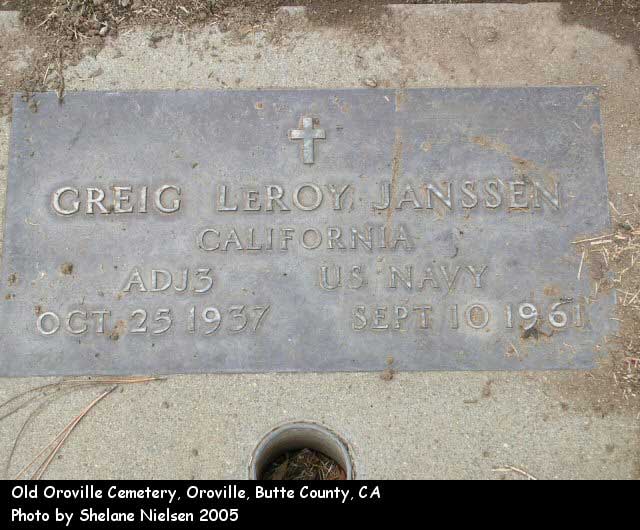 GREIG LEROY JANSSEN
CALIFORNIA
ADJ3 US NAVY
OCT 25 1937 SEPT 10 1961
Old Oroville Cemetery, Oroville, Butte County, CA
Photo by Shelane Nielsen 2005